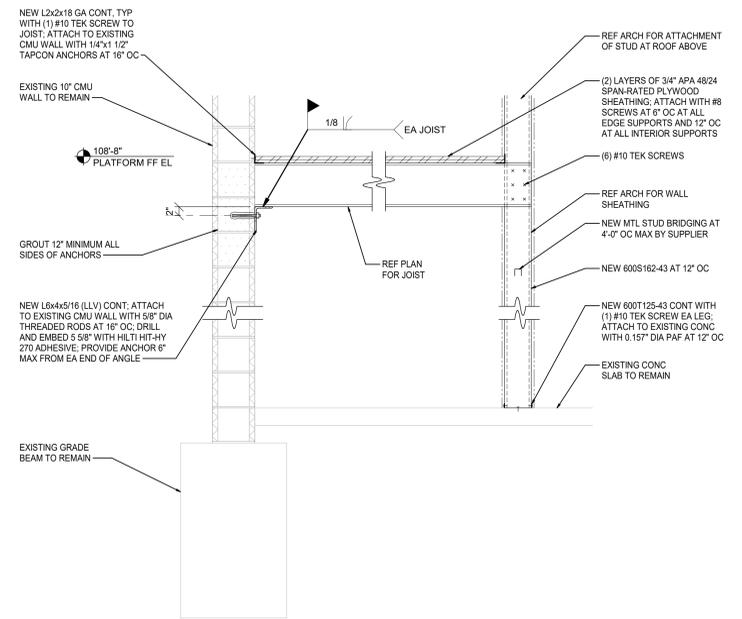 NEW L2x2x18 GA CONT, TYP
WITH (1) #10 TEK SCREW TO
JOIST; ATTACH TO EXISTING
CMU WALL WITH 1/4"x1 1/2"
TAPCON ANCHORS AT 16" OC
EXISTING 10" CMU
WALL TO REMAIN
108'-8"
PLATFORM FF EL
2"
GROUT 12" MINIMUM ALL
SIDES OF ANCHORS
NEW L6x4x5/16 (LLV) CONT; ATTACH
TO EXISTING CMU WALL WITH 5/8" DIA
THREADED RODS AT 16" OC; DRILL
AND EMBED 5 5/8" WITH HILTI HIT-HY
270 ADHESIVE; PROVIDE ANCHOR 6"
MAX FROM EA END OF ANGLE
EXISTING GRADE
BEAM TO REMAIN
1/8
EA JOIST
REF PLAN
FOR JOIST
REF ARCH FOR ATTACHMENT
OF STUD AT ROOF ABOVE
(2) LAYERS OF 3/4" APA 48/24
SPAN-RATED PLYWOOD
SHEATHING; ATTACH WITH #8
SCREWS AT 6" OC AT ALL
EDGE SUPPORTS AND 12" OC
AT ALL INTERIOR SUPPORTS
(6) #10 TEK SCREWS
REF ARCH FOR WALL
SHEATHING
NEW MTL STUD BRIDGING AT
4'-0" OC MAX BY SUPPLIER
NEW 600S162-43 AT 12" OC
NEW 600T125-43 CONT WITH
(1) #10 TEK SCREW EA LEG;
ATTACH TO EXISTING CONC
WITH 0.157" DIA PAF AT 12" OC
EXISTING CONC
SLAB TO REMAIN